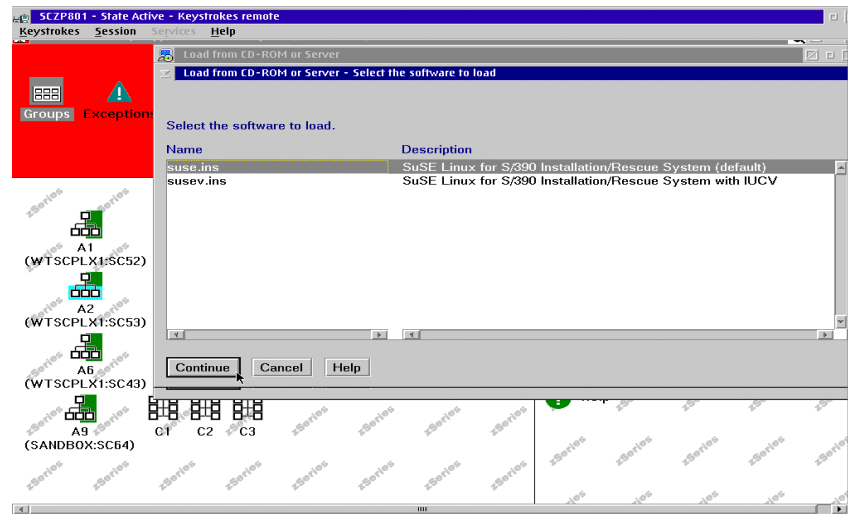 SCZP801 - State Active - Keystrokes remote
Keystrokes Session Services Help
Load from CD-ROM or Server
Load from CD-ROM or Server - Select the software to load
Groups Exceptions
Select the software to load.
Name Description
suse.ins SuSE Linux for S/390 Installation/Rescue System (default)
susev.ins SuSE Linux for S/390 Installation/Rescue System with IUCV
A1
(WTSCPLX1:SC52)
A2
(WTSCPLX1:SC53)
A6
(WTSCPLX1:SC43)
Continue Cancel Help
A9 C1 C2 C3
(SANDBOX:SC64)
zSeries